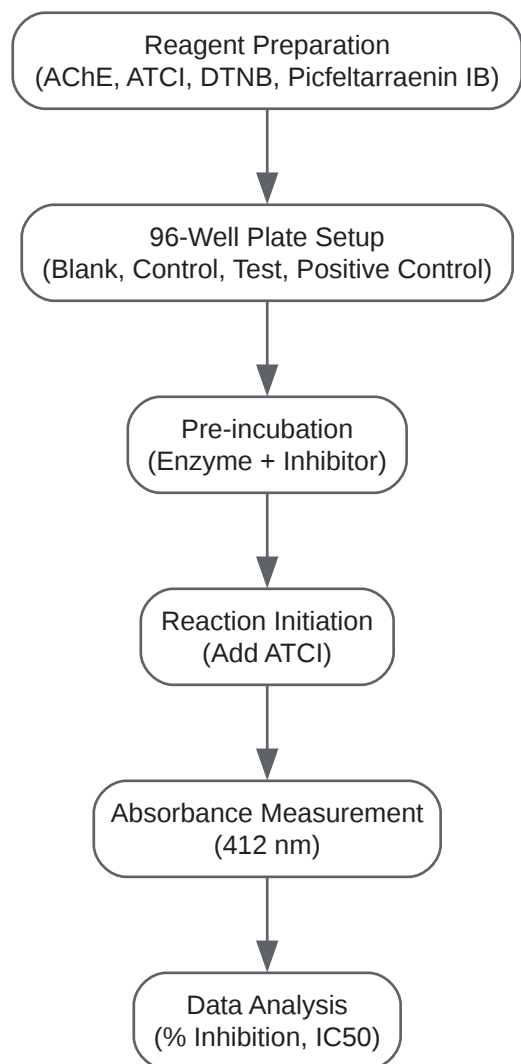 Reagent Preparation
(AChE, ATCI, DTNB, Picfeltarraenin IB)
96-Well Plate Setup
(Blank, Control, Test, Positive Control)
Pre-incubation
(Enzyme + Inhibitor)
Reaction Initiation
(Add ATCI)
Absorbance Measurement
(412 nm)
Data Analysis
(% Inhibition, IC50)